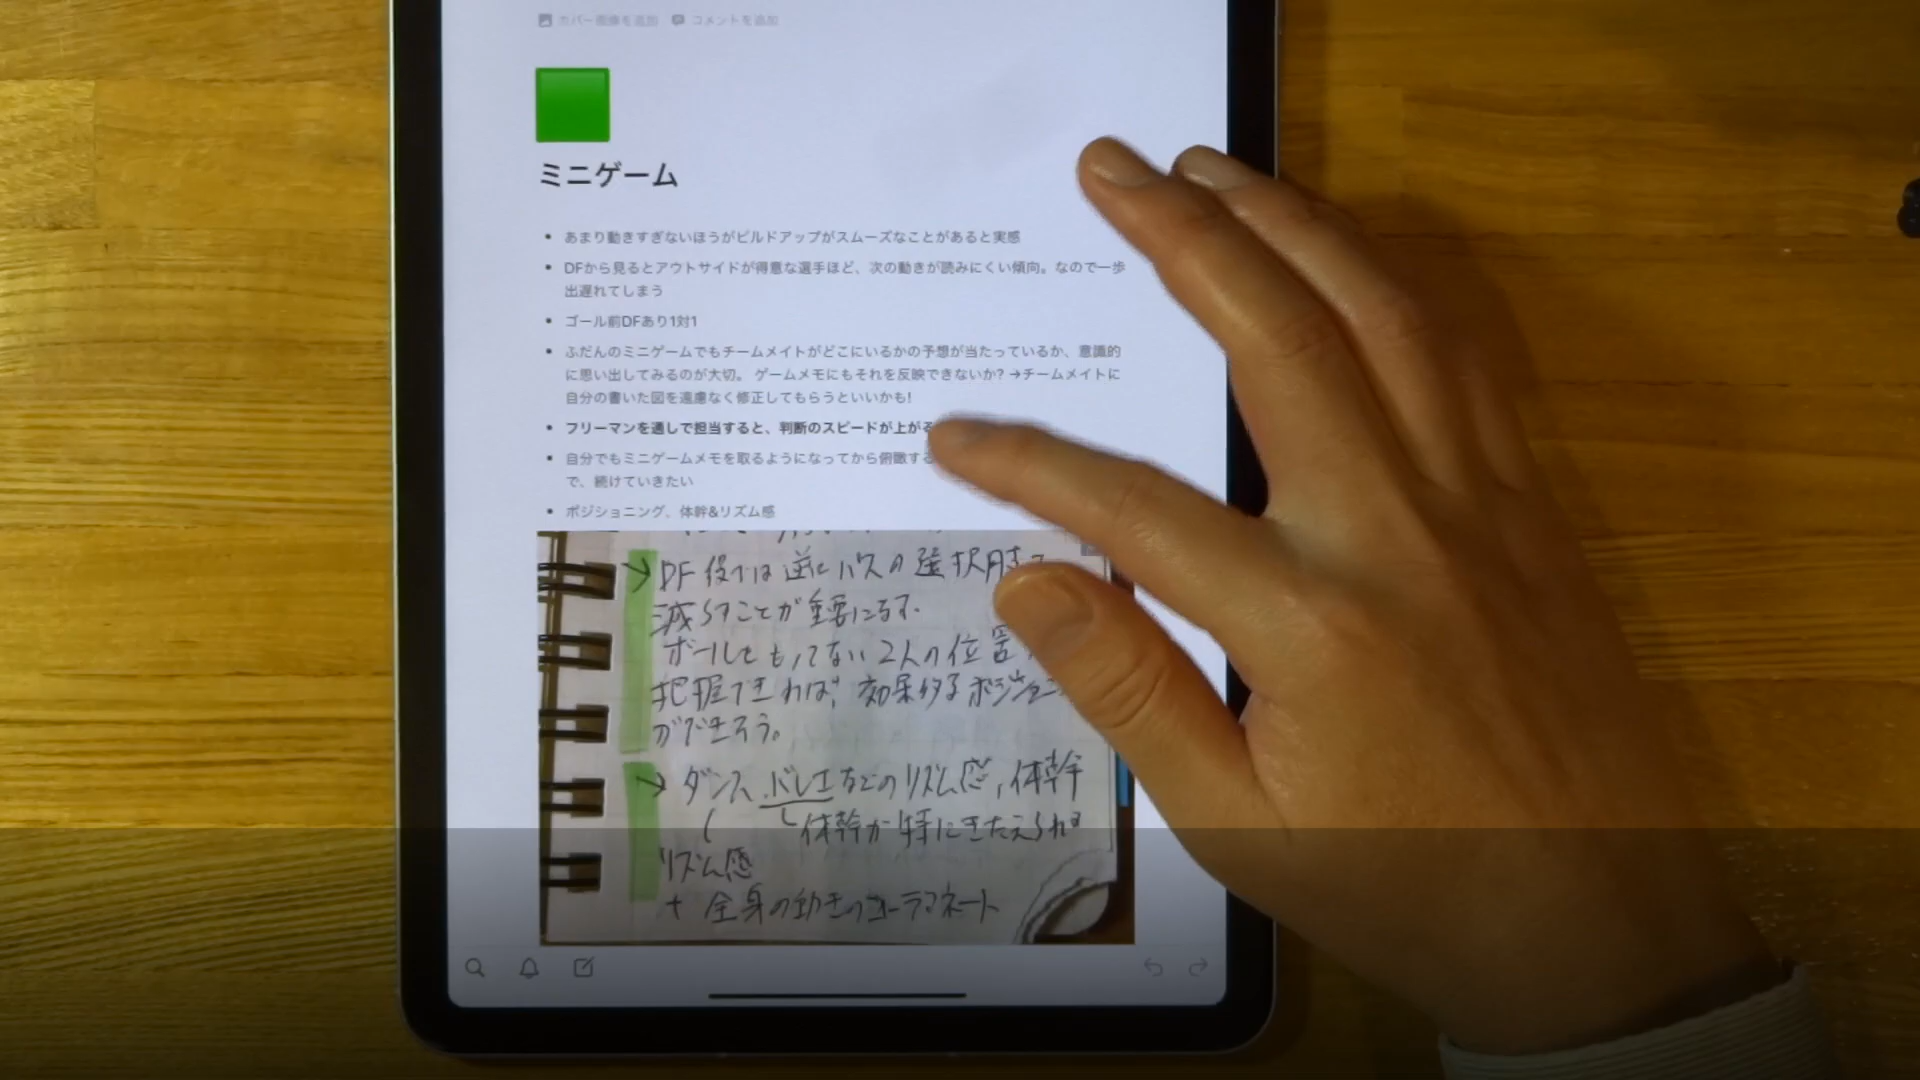 カバー画像を追加 コメントを追加
ミニゲーム
• あまり動きすぎないほうがビルドアップがスムーズなことがあると実感
• DFから見るとアウトサイドが得意な選手ほど、次の動きが読みにくい傾向。なので一歩
出遅れてしまう
• ゴール前DFあり1対1
• ふだんのミニゲームでもチームメイトがどこにいるかの予想が当たっているか、意識的
に思い出してみるのが大切。 ゲームメモにもそれを反映できないか? →チームメイトに
自分の書いた図を遠慮なく修正してもらうといいかも!
• フリーマンを通しで担当すると、判断のスピードが上がる
• 自分でもミニゲームメモを取るようになってから俯瞰する
で、続けていきたい
• ポジショニング、体幹&リズム感
→ DF役では逆にパスの選択肢
減らすことが重要になる。
ボールをもってない2人の位置
把握できれば、効果的なポジショニ
ができそう。
→ ダンス、バレエなどのリズム感、体幹
体幹が特にきたえられる
リズム感
+ 全身の動きのコーディネート